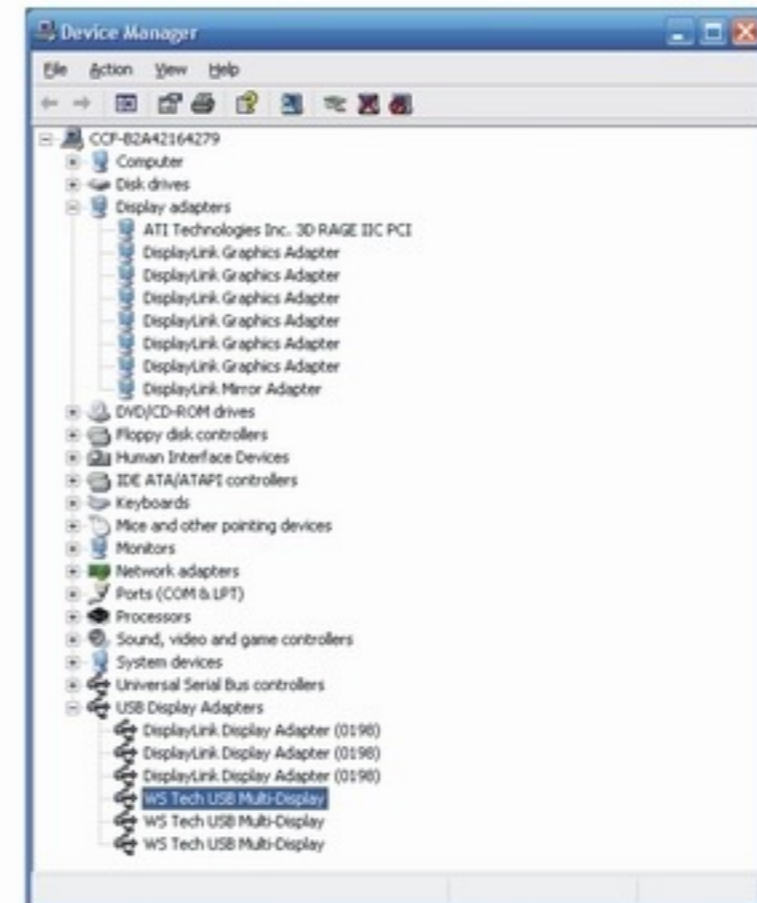 Device Manager
File Action View Help
CCF-B2A42164279
Computer
Disk drives
Display adapters
ATI Technologies Inc. 3D RAGE IIC PCI
DisplayLink Graphics Adapter
DisplayLink Graphics Adapter
DisplayLink Graphics Adapter
DisplayLink Graphics Adapter
DisplayLink Graphics Adapter
DisplayLink Graphics Adapter
DisplayLink Mirror Adapter
DVD/CD-ROM drives
Floppy disk controllers
Human Interface Devices
IDE ATA/ATAPI controllers
Keyboards
Mice and other pointing devices
Monitors
Network adapters
Ports (COM & LPT)
Processors
Sound, video and game controllers
System devices
Universal Serial Bus controllers
USB Display Adapters
DisplayLink Display Adapter (0198)
DisplayLink Display Adapter (0198)
DisplayLink Display Adapter (0198)
WS Tech USB Multi-Display
WS Tech USB Multi-Display
WS Tech USB Multi-Display